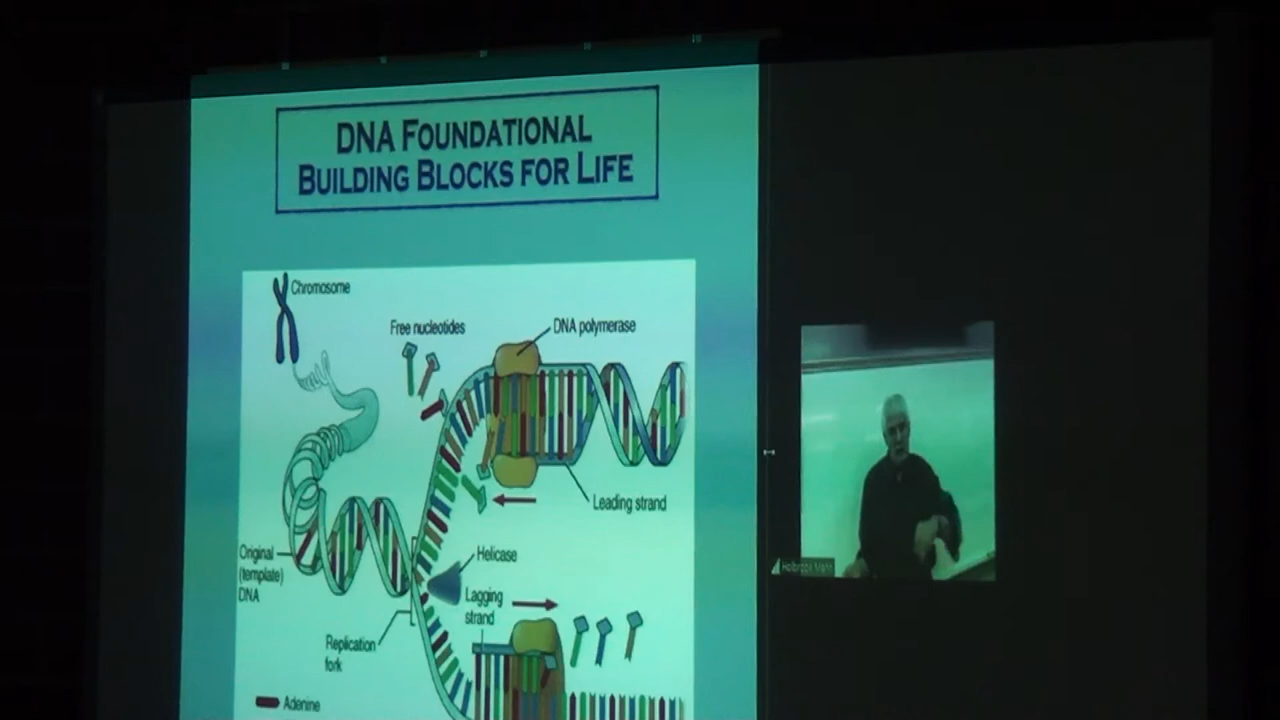 DNA FOUNDATIONAL
BUILDING BLOCKS FOR LIFE
Chromosome
Free nucleotides
DNA polymerase
Leading strand
Original
(template)
DNA
Helicase
Lagging
strand
Replication
fork
Adenine